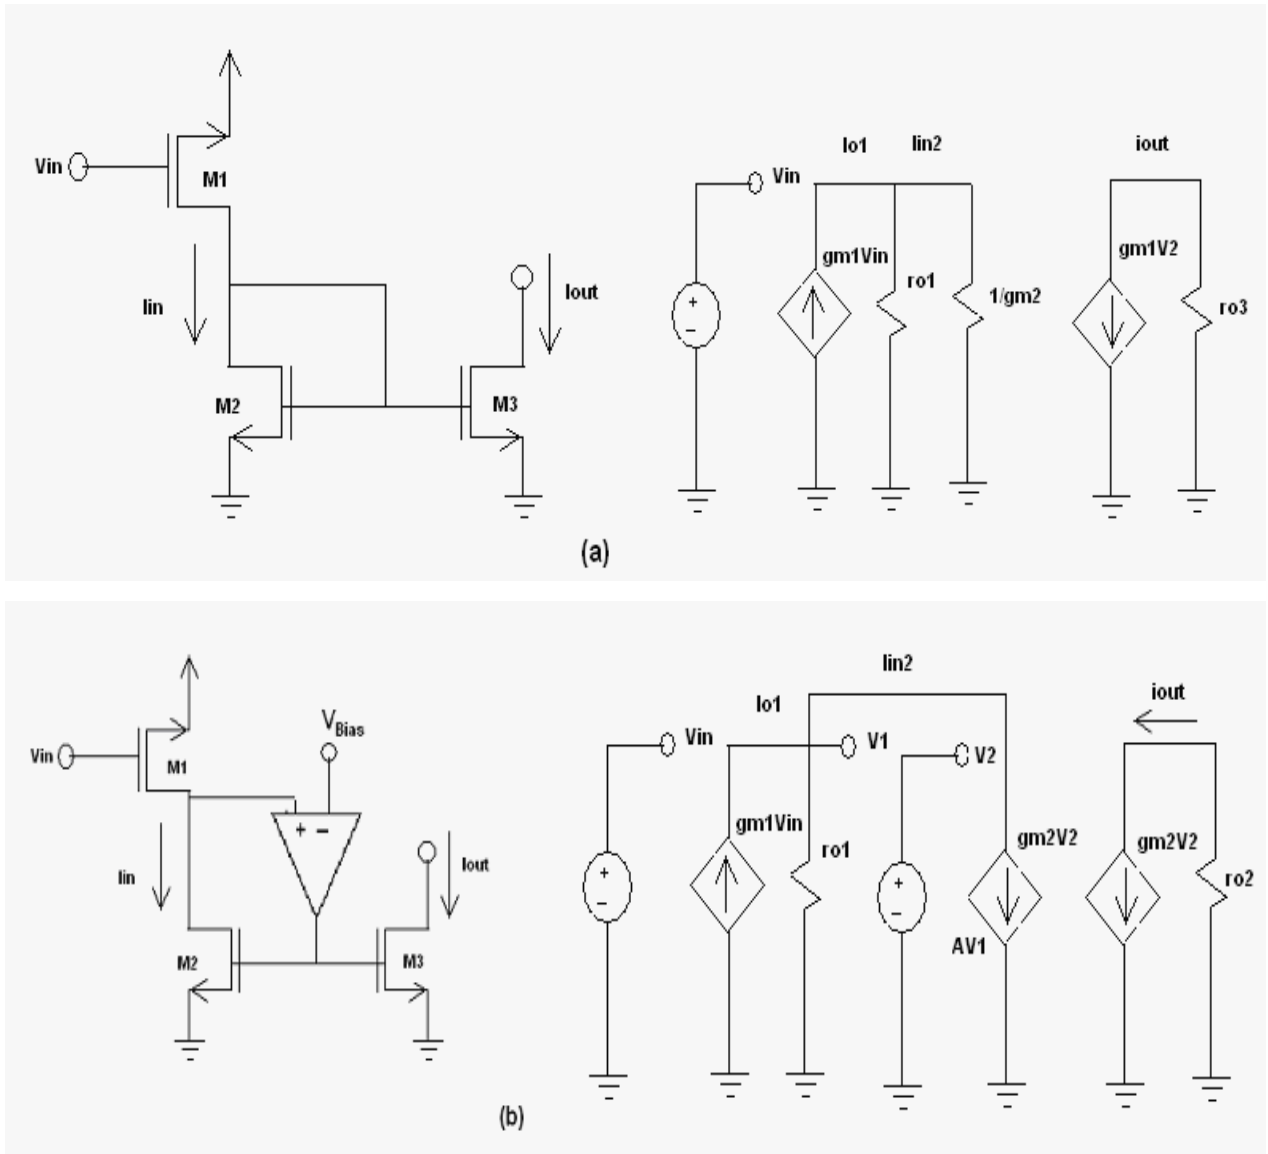 Vin
M1
Iin
Iout
M2
M3
Io1
Iin2
iout
Vin
gm1Vin
ro1
1/gm2
gm1V2
ro3
+
−
(a)
Vin
M1
VBias
+ −
Iin
Iout
M2
M3
Iin2
Io1
iout
Vin
V1
V2
gm1Vin
ro1
gm2V2
gm2V2
ro2
+
−
+
−
AV1
(b)